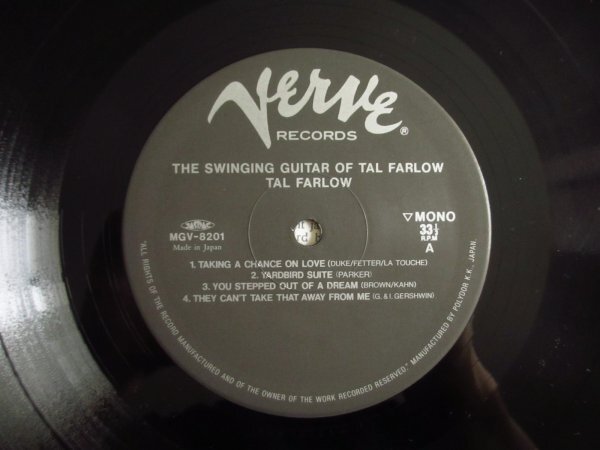 Verve®
RECORDS
THE SWINGING GUITAR OF TAL FARLOW
TAL FARLOW
MGV-8201
Made in Japan
▽MONO
33⅓
R.P.M
A
1. TAKING A CHANCE ON LOVE (DUKE/FETTER/LA TOUCHE)
2. YARDBIRD SUITE (PARKER)
3. YOU STEPPED OUT OF A DREAM (BROWN/KAHN)
4. THEY CAN'T TAKE THAT AWAY FROM ME (G. & I. GERSHWIN)
"ALL RIGHTS OF THE RECORD MANUFACTURED AND OF THE OWNER OF THE WORK RECORDED RESERVED." MANUFACTURED BY POLYDOR K.K., JAPAN.